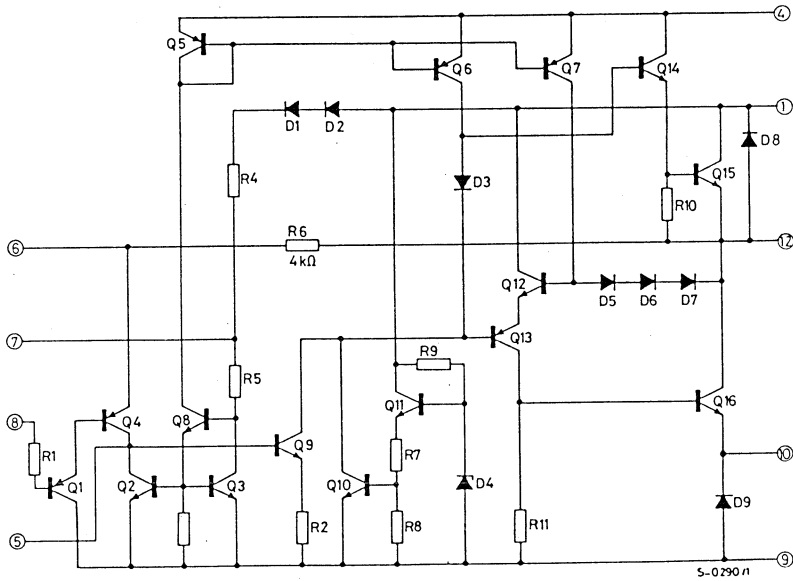 4
Q5
Q6
Q7
Q14
D1
D2
1
D8
Q15
R4
D3
R10
R6
6
12
4kΩ
Q12
D5
D6
D7
Q13
7
R9
R5
Q4
Q8
Q11
Q16
8
Q9
R1
R7
10
Q1
Q2
Q3
Q10
D4
D9
5
R2
R8
R11
9
S-0290/1